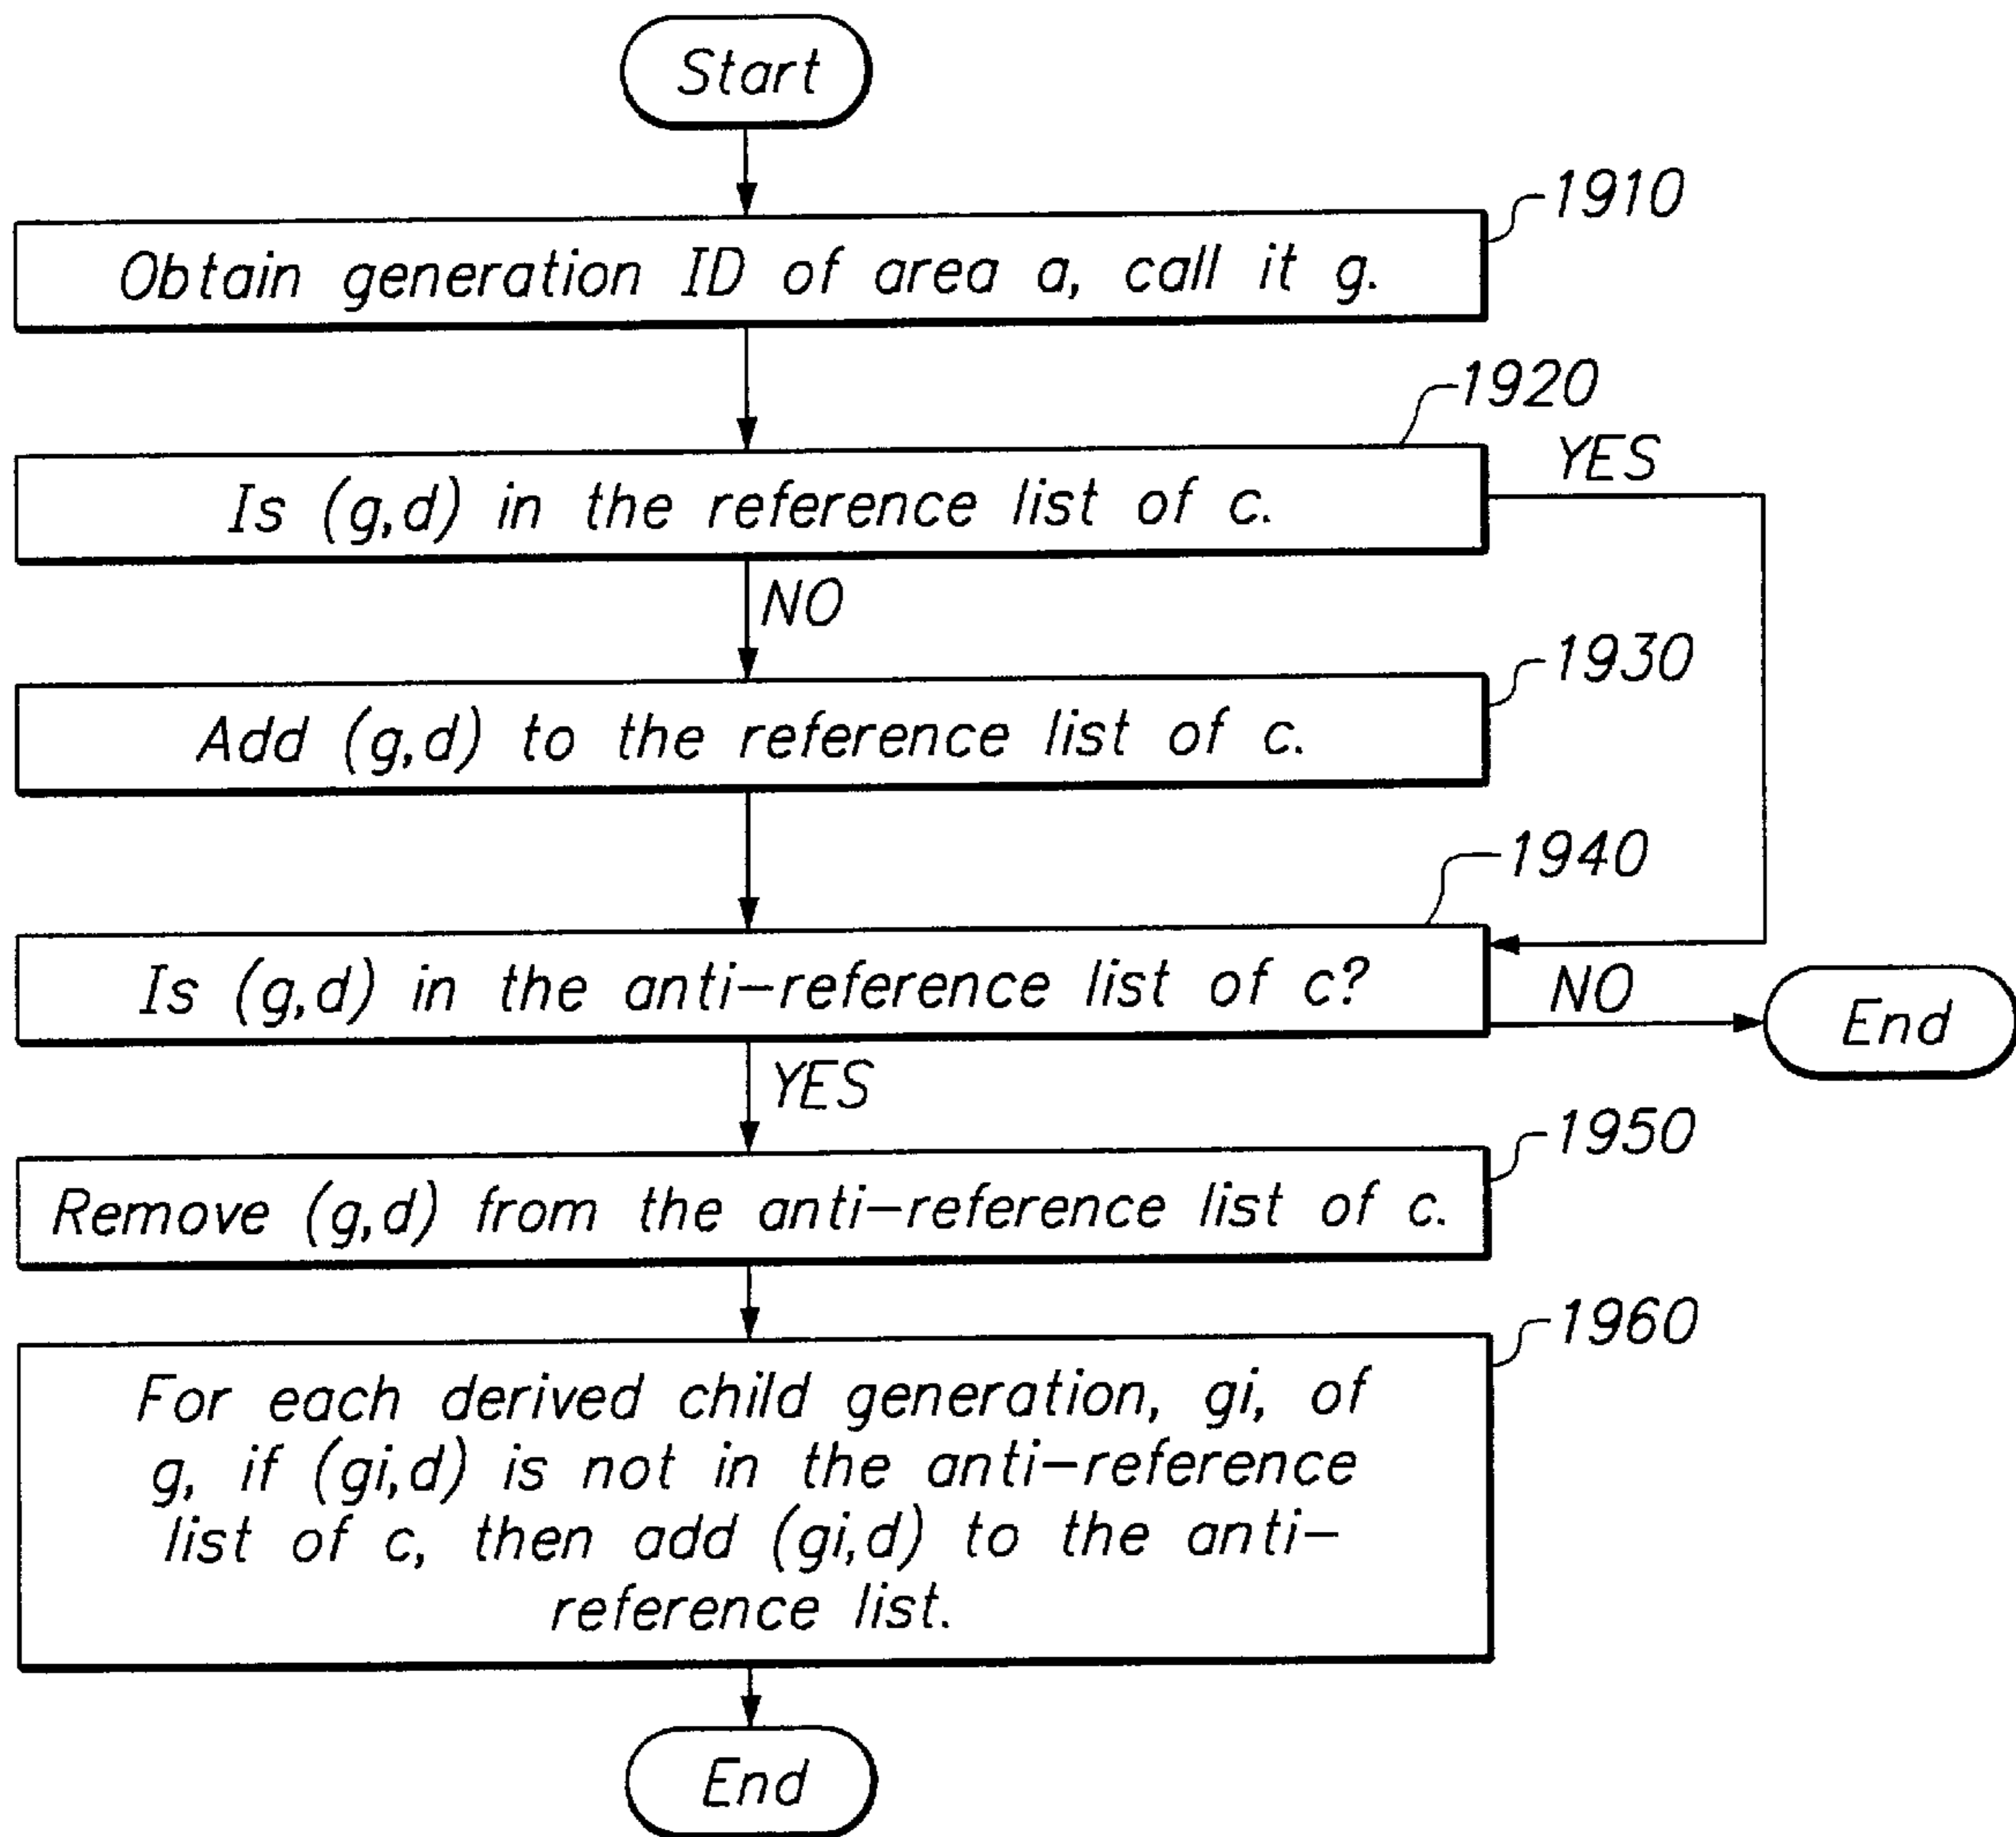 Start
1910
Obtain generation ID of area a, call it g.
1920
YES
Is (g,d) in the reference list of c.
NO
1930
Add (g,d) to the reference list of c.
1940
Is (g,d) in the anti-reference list of c?
NO
End
YES
1950
Remove (g,d) from the anti-reference list of c.
1960
For each derived child generation, gi, of
g, if (gi,d) is not in the anti-reference
list of c, then add (gi,d) to the anti-
reference list.
End